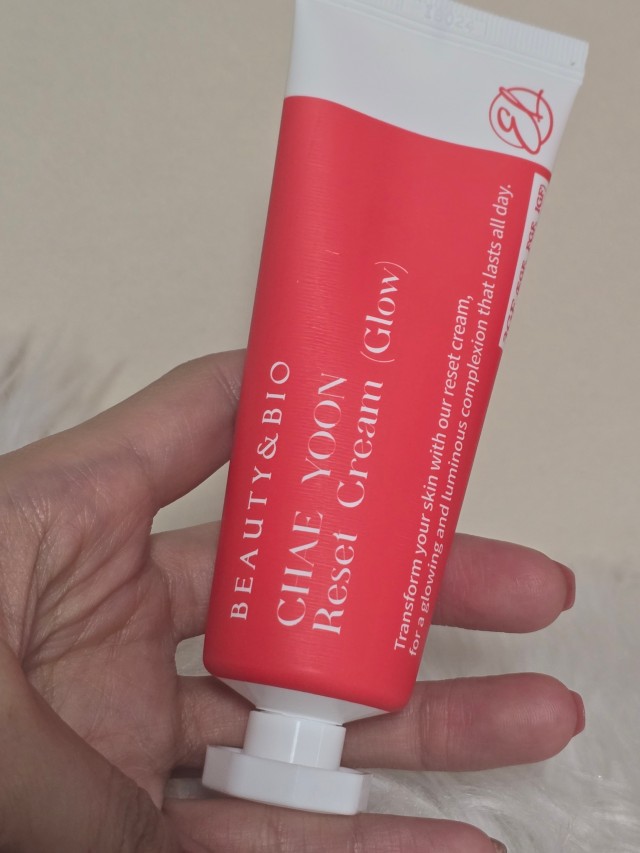 BEAUTY&BIO
CHAE YOON
Reset Cream (Glow)
Transform your skin with our reset cream,
for a glowing and luminous complexion that lasts all day.